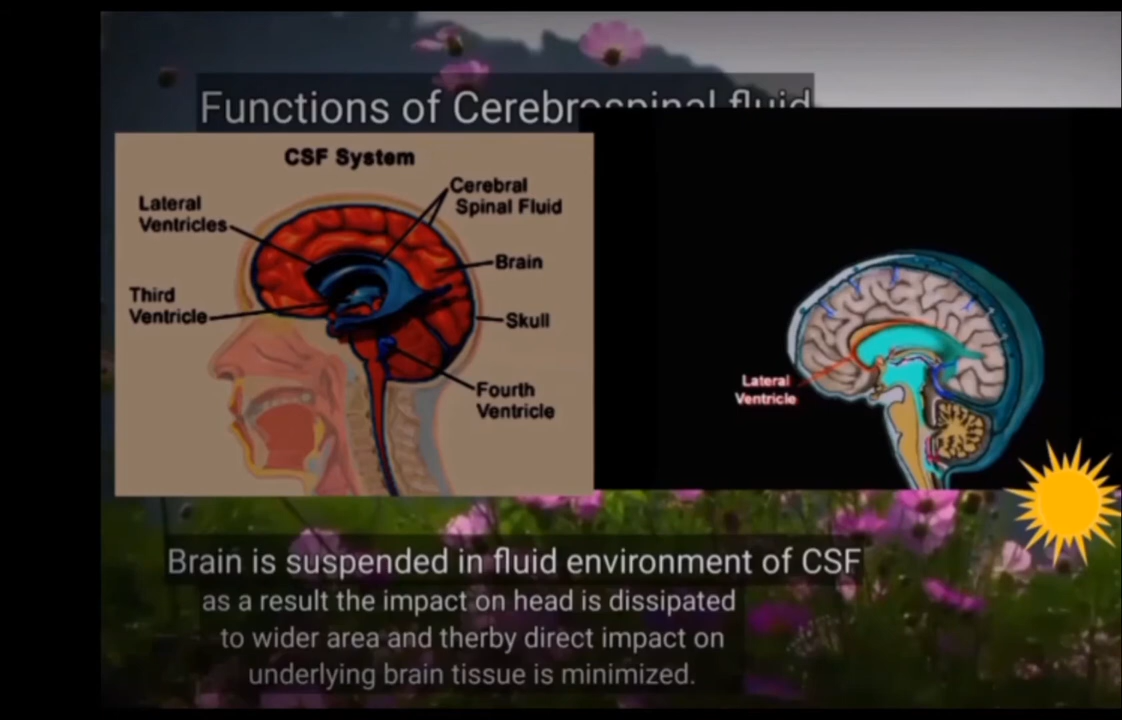 Functions of Cerebrospinal fluid
CSF System
Lateral
Ventricles
Cerebral
Spinal Fluid
Brain
Third
Ventricle
Skull
Fourth
Ventricle
Lateral
Ventricle
Brain is suspended in fluid environment of CSF
as a result the impact on head is dissipated
to wider area and therby direct impact on
underlying brain tissue is minimized.